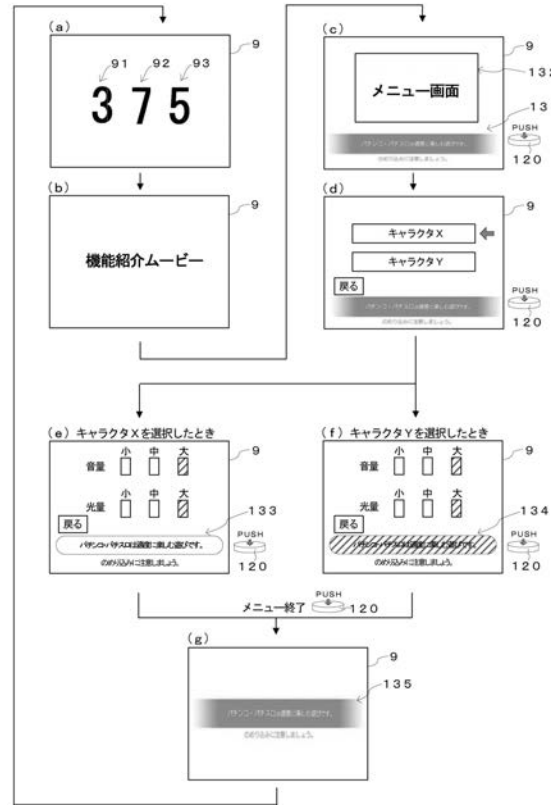 (a)
9
91 92 93
3 7 5
(b)
9
機能紹介ムービー
(c)
9
132
メニュー画面
13
PUSH
パチンコ・パチスロは適度に楽しむ遊びです。
120
のめり込みに注意しましょう。
(d)
9
キャラクタX
キャラクタY
戻る
PUSH
パチンコ・パチスロは適度に楽しむ遊びです。
120
のめり込みに注意しましょう。
(e) キャラクタXを選択したとき
9
小 中 大
音量
小 中 大
光量
戻る
133
PUSH
パチンコ・パチスロは適度に楽しむ遊びです。
120
のめり込みに注意しましょう。
(f) キャラクタYを選択したとき
9
小 中 大
音量
小 中 大
光量
戻る
134
PUSH
パチンコ・パチスロは適度に楽しむ遊びです。
120
のめり込みに注意しましょう。
メニュー終了
PUSH
120
(g)
9
135
パチンコ・パチスロは適度に楽しむ遊びです。
のめり込みに注意しましょう。